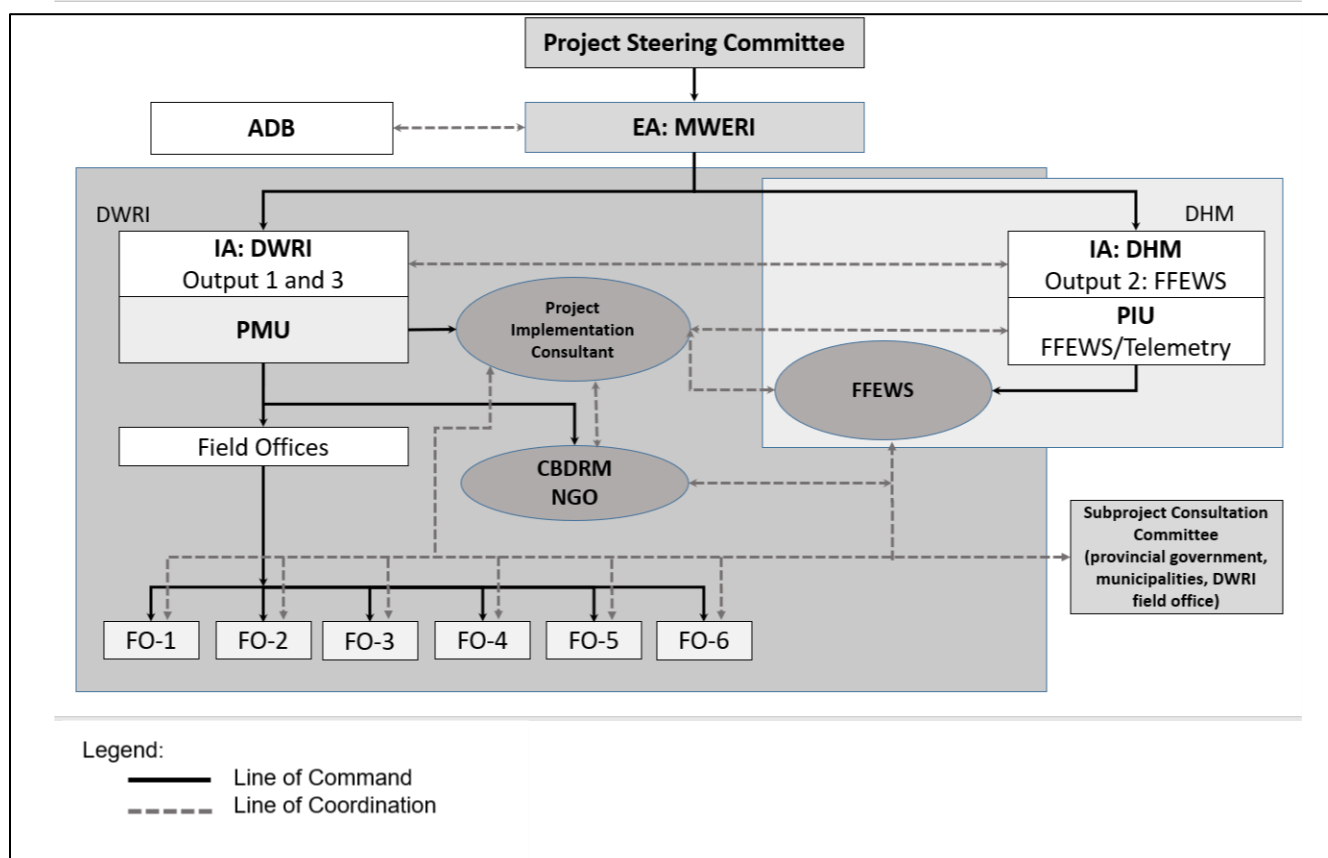 Project Steering Committee
ADB
EA: MWERI
DWRI
DHM
IA: DWRI
Output 1 and 3
PMU
IA: DHM
Output 2: FFEWS
PIU
FFEWS/Telemetry
Project
Implementation
Consultant
FFEWS
Field Offices
CBDRM
NGO
Subproject Consultation
Committee
(provincial government,
municipalities, DWRI
field office)
FO-1
FO-2
FO-3
FO-4
FO-5
FO-6
Legend:
Line of Command
Line of Coordination